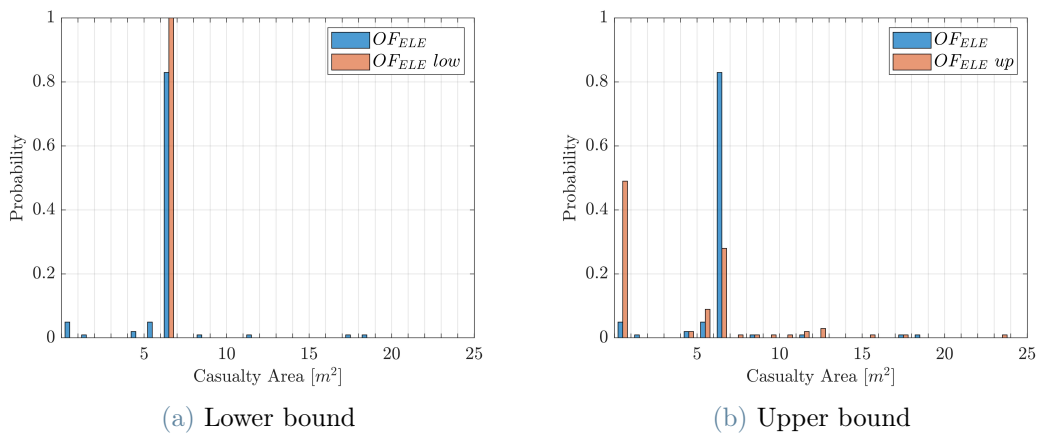 1
0.8
0.6
0.4
0.2
0
Probability
5
10
15
20
25
Casualty Area [m²]
OF_ELE
OF_ELE low
(a) Lower bound
1
0.8
0.6
0.4
0.2
0
Probability
5
10
15
20
25
Casualty Area [m²]
OF_ELE
OF_ELE up
(b) Upper bound